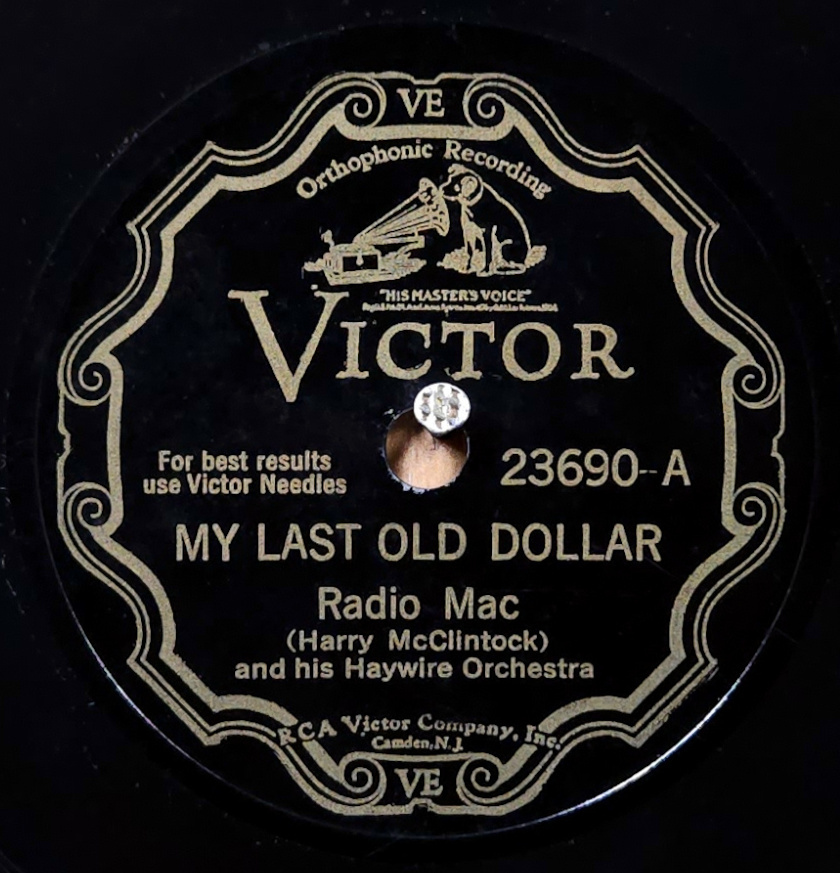 VE
Orthophonic Recording
"HIS MASTER'S VOICE"
VICTOR
For best results
use Victor Needles
23690--A
MY LAST OLD DOLLAR
Radio Mac
(Harry McClintock)
and his Haywire Orchestra
RCA Victor Company, Inc.
Camden, N. J.
VE